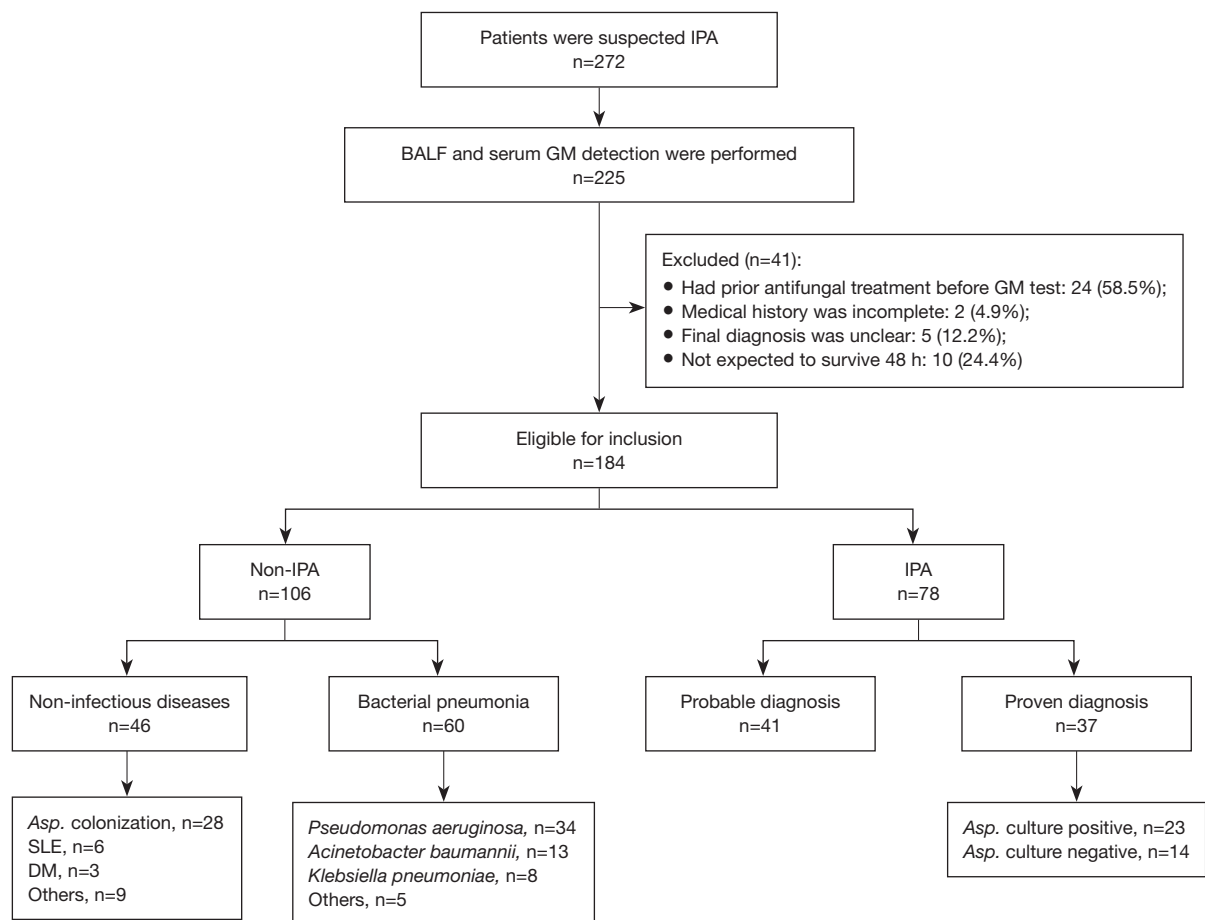 Patients were suspected IPA
n=272
BALF and serum GM detection were performed
n=225
Excluded (n=41):
● Had prior antifungal treatment before GM test: 24 (58.5%);
● Medical history was incomplete: 2 (4.9%);
● Final diagnosis was unclear: 5 (12.2%);
● Not expected to survive 48 h: 10 (24.4%)
Eligible for inclusion
n=184
Non-IPA
n=106
IPA
n=78
Non-infectious diseases
n=46
Bacterial pneumonia
n=60
Probable diagnosis
n=41
Proven diagnosis
n=37
Asp. colonization, n=28
SLE, n=6
DM, n=3
Others, n=9
Pseudomonas aeruginosa, n=34
Acinetobacter baumannii, n=13
Klebsiella pneumoniae, n=8
Others, n=5
Asp. culture positive, n=23
Asp. culture negative, n=14